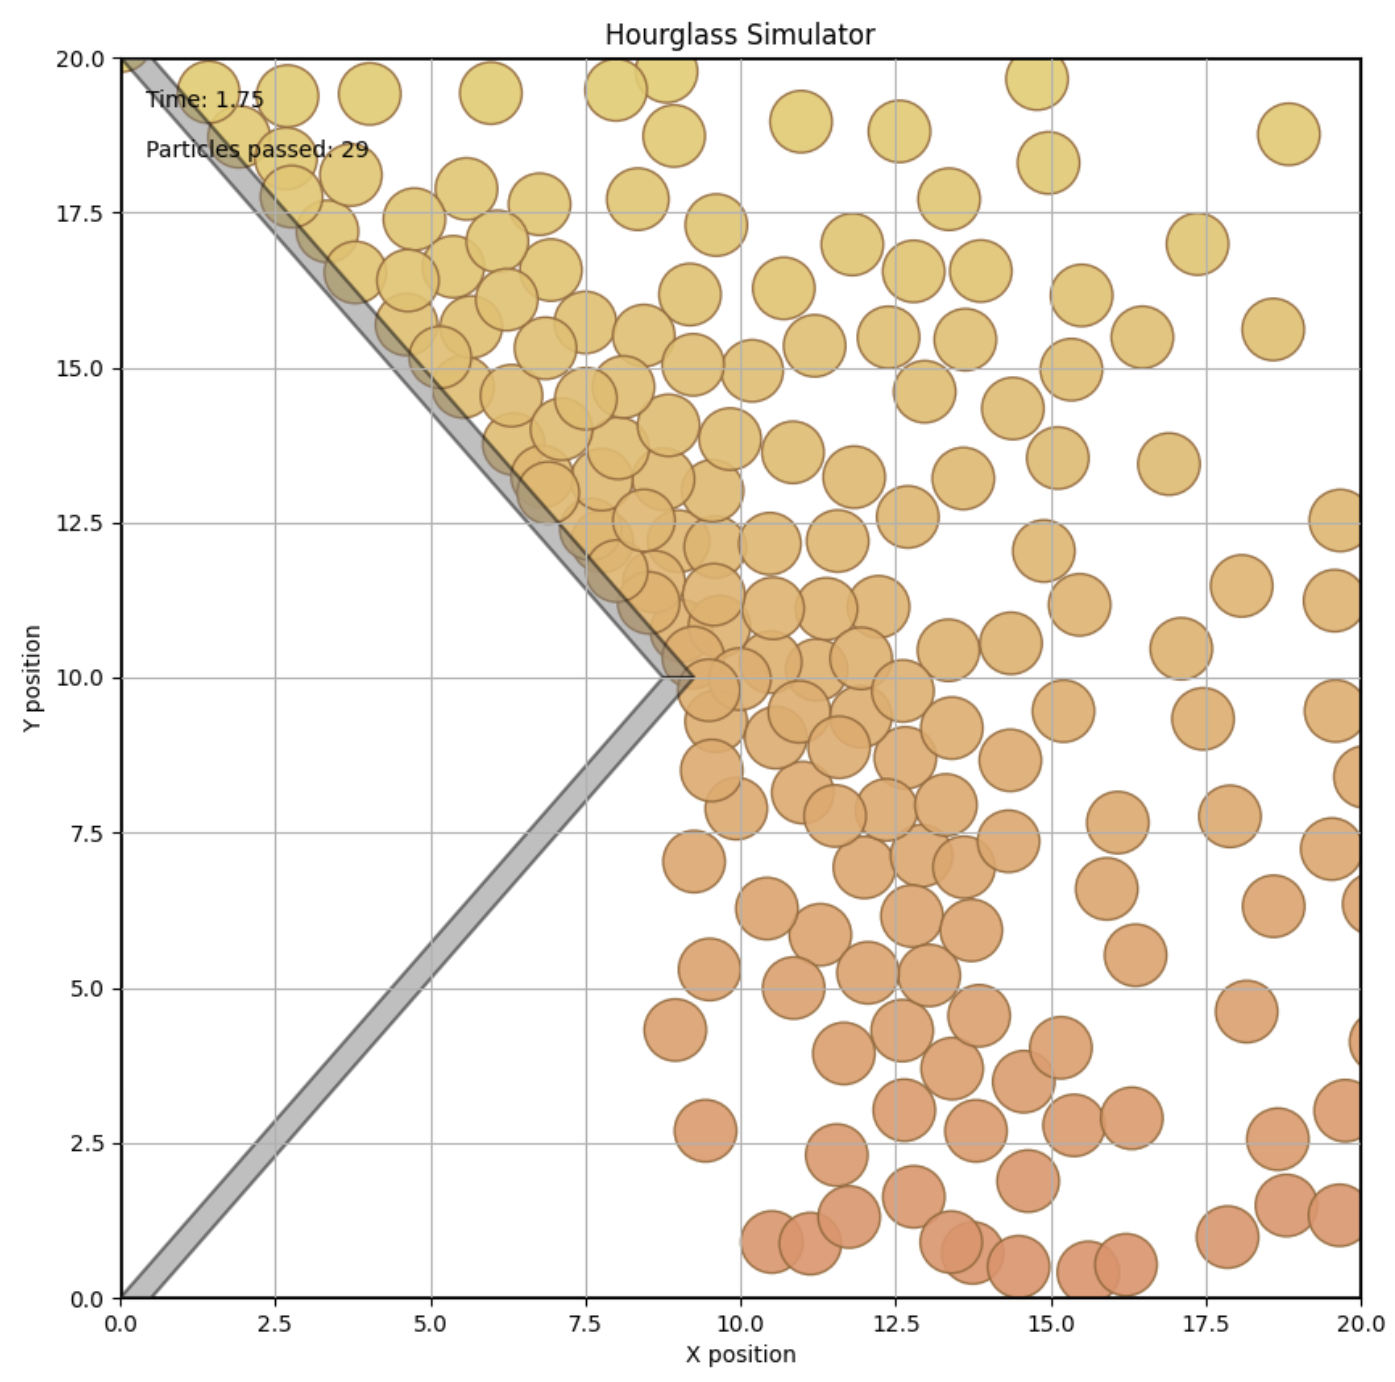 Hourglass Simulator
20.0
Time: 1.75
Particles passed: 29
17.5
15.0
12.5
10.0
7.5
5.0
2.5
0.0
Y position
0.0 2.5 5.0 7.5 10.0 12.5 15.0 17.5 20.0
X position